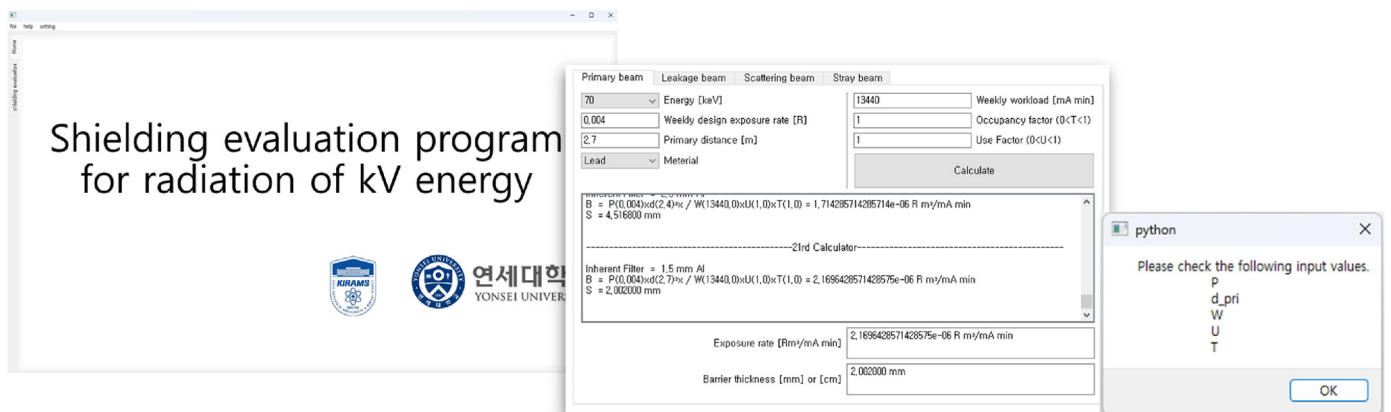 file help setting
Home
shielding evaluation
Shielding evaluation program
for radiation of kV energy
KIRAMS
YONSEI UNIVERSITY
연세대학
YONSEI UNIVER
Primary beam Leakage beam Scattering beam Stray beam
70 Energy [keV] 13440 Weekly workload [mA min]
0,004 Weekly design exposure rate [R] 1 Occupancy factor (0<T<1)
2,7 Primary distance [m] 1 Use Factor (0<U<1)
Lead Meterial Calculate
B = P(0,004)xd(2,4)²x / W(13440,0)xU(1,0)xT(1,0) = 1,714285714285714e-06 R m²/mA min
S = 4,516800 mm
--------------------21rd Calculator--------------------
Inherent Filter = 1,5 mm Al
B = P(0,004)xd(2,7)²x / W(13440,0)xU(1,0)xT(1,0) = 2,1696428571428575e-06 R m²/mA min
S = 2,002000 mm
Exposure rate [Rm²/mA min] 2,1696428571428575e-06 R m²/mA min
Barrier thickness [mm] or [cm] 2,002000 mm
python
Please check the following input values.
P
d_pri
W
U
T
OK